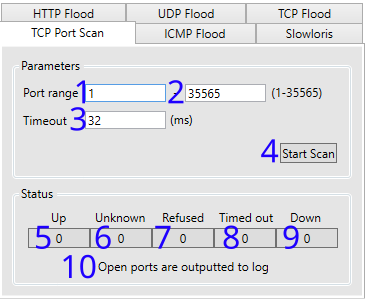 HTTP Flood UDP Flood TCP Flood
TCP Port Scan ICMP Flood Slowloris
Parameters
Port range 1 1 2 - 35565 (1-35565)
Timeout 3 32 (ms)
4 Start Scan
Status
Up Unknown Refused Timed out Down
5 0 6 0 7 0 8 0 9 0
10 Open ports are outputted to log